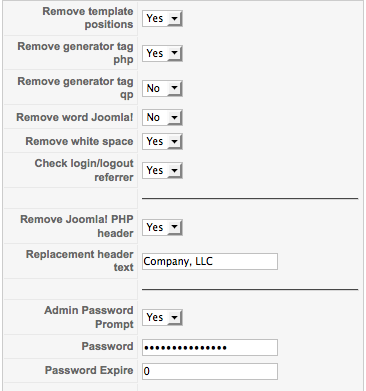 Remove template
positions
Yes
Remove generator tag
php
Yes
Remove generator tag
qp
No
Remove word Joomla!
No
Remove white space
Yes
Check login/logout
referrer
Yes
Remove Joomla! PHP
header
Yes
Replacement header
text
Company, LLC
Admin Password
Prompt
Yes
Password
•••••••••••••••
Password Expire
0